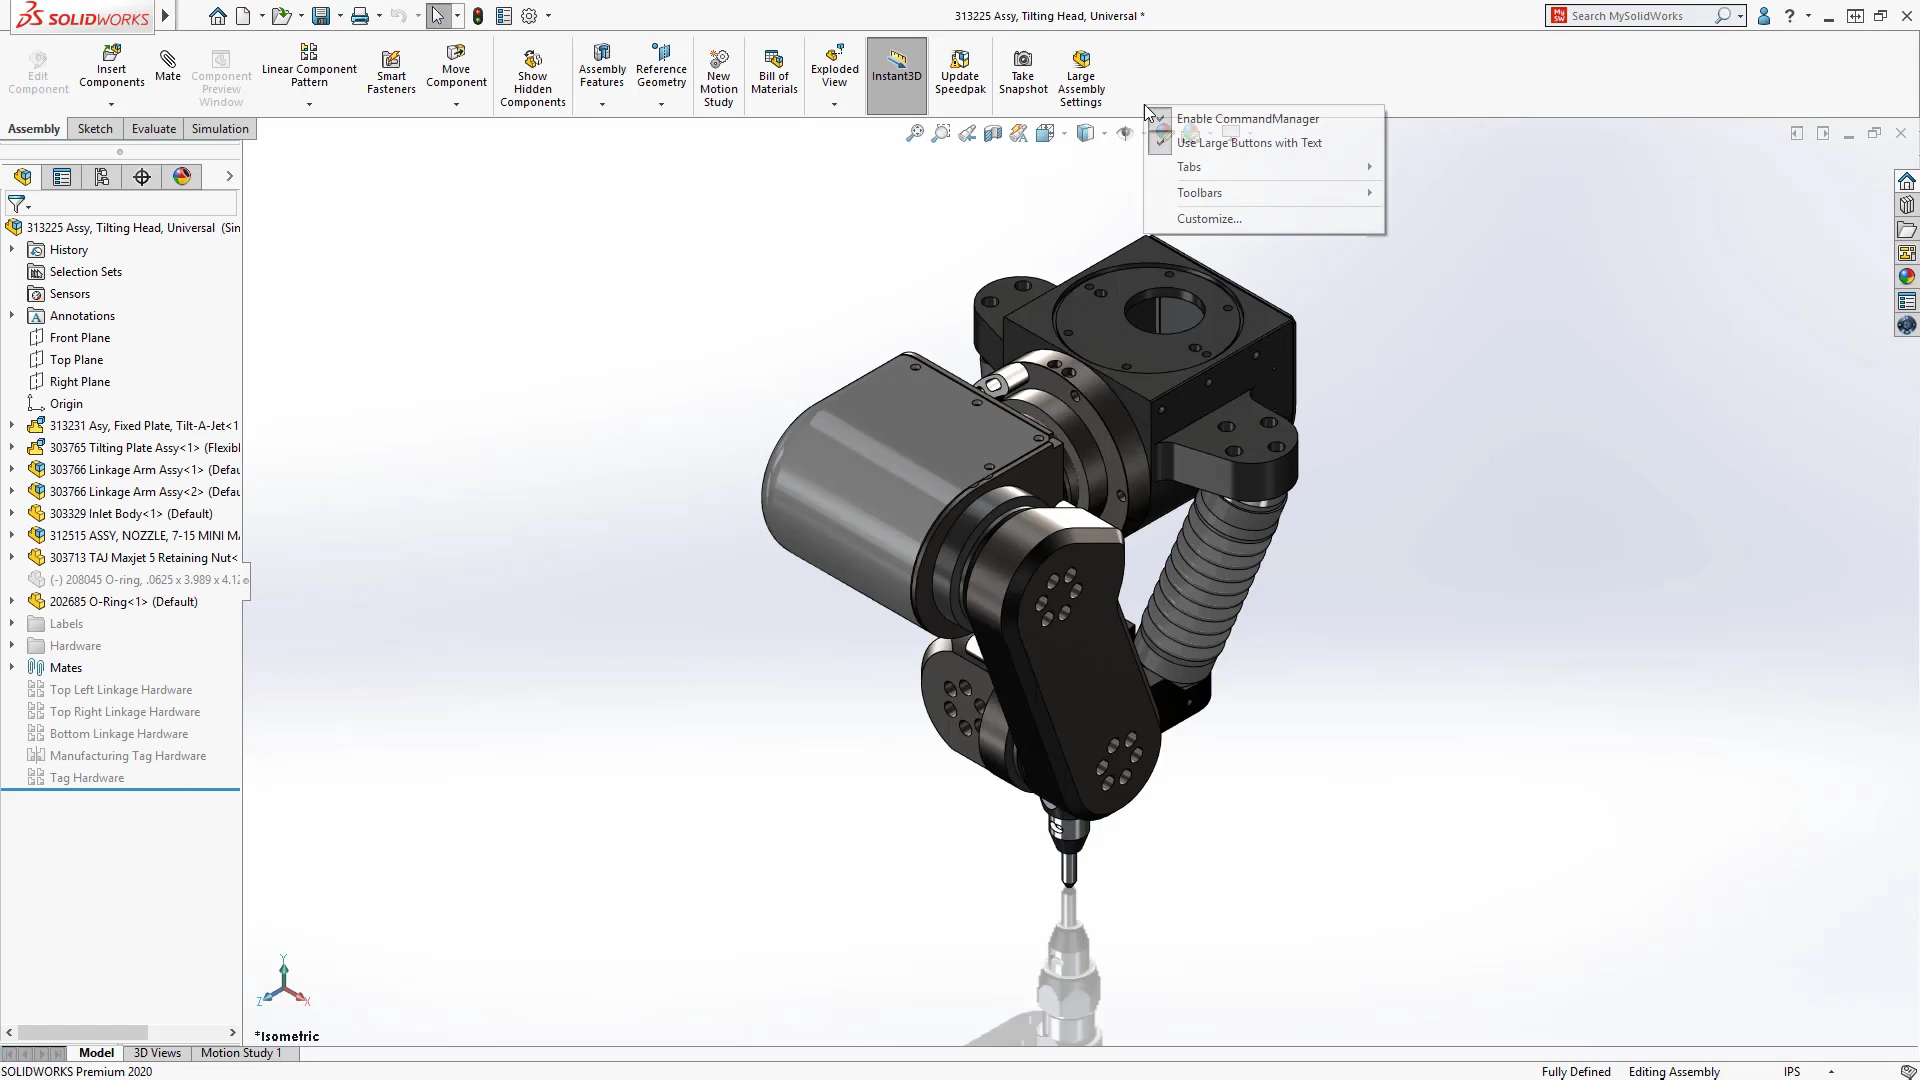 SOLIDWORKS
313225 Assy, Tilting Head, Universal *
Search MySolidWorks
Edit Component
Insert Components
Mate
Component Preview Window
Linear Component Pattern
Smart Fasteners
Move Component
Show Hidden Components
Assembly Features
Reference Geometry
New Motion Study
Bill of Materials
Exploded View
Instant3D
Update Speedpak
Take Snapshot
Large Assembly Settings
Assembly
Sketch
Evaluate
Simulation
Enable CommandManager
Use Large Buttons with Text
Tabs
Toolbars
Customize...
313225 Assy, Tilting Head, Universal (Sin
History
Selection Sets
Sensors
Annotations
Front Plane
Top Plane
Right Plane
Origin
313231 Asy, Fixed Plate, Tilt-A-Jet<1
303765 Tilting Plate Assy<1> (Flexibl
303766 Linkage Arm Assy<1> (Defau
303766 Linkage Arm Assy<2> (Defau
303329 Inlet Body<1> (Default)
312515 ASSY, NOZZLE, 7-15 MINI M
303713 TAJ Maxjet 5 Retaining Nut<
(-) 208045 O-ring, .0625 x 3.989 x 4.12
202685 O-Ring<1> (Default)
Labels
Hardware
Mates
Top Left Linkage Hardware
Top Right Linkage Hardware
Bottom Linkage Hardware
Manufacturing Tag Hardware
Tag Hardware
Y
Z
X
*Isometric
Model
3D Views
Motion Study 1
SOLIDWORKS Premium 2020
Fully Defined
Editing Assembly
IPS